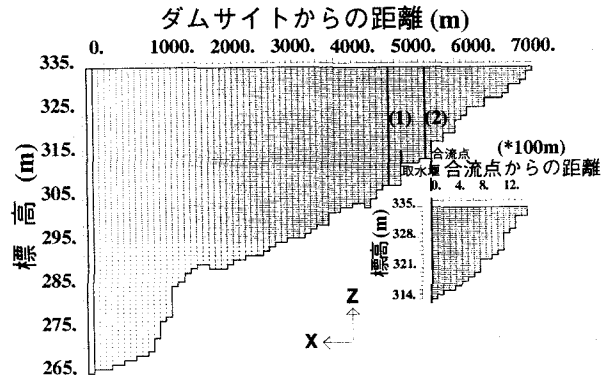 ダムサイトからの距離 (m)
0. 1000. 2000. 3000. 4000. 5000. 6000. 7000.
335.
325.
315.
305.
295.
285.
275.
265.
標高 (m)
(1) (2)
合流点
取水堰
(*100m)
合流点からの距離
0. 4. 8. 12.
335.
328.
321.
314.
標高 (m)
Z
X